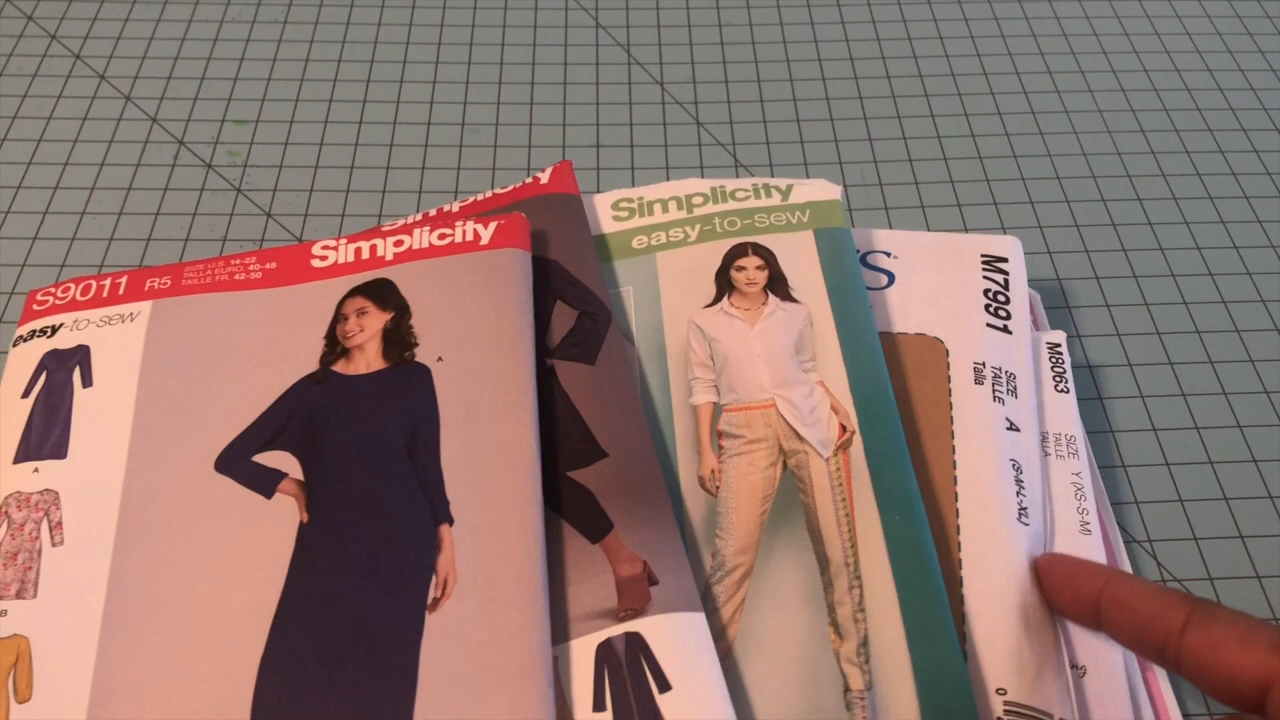 S9011 R5
SIZE U.S. 14-22
TALLA EURO. 40-48
TAILLE FR. 42-50
Simplicity
easy-to-sew
A
A
B
Simplicity
Simplicity
easy-to-sew
M7991
SIZE
TAILLE
Talla
A (S-M-L-XL)
M8063
SIZE
TAILLE
TALLA
Y (XS-S-M)
0